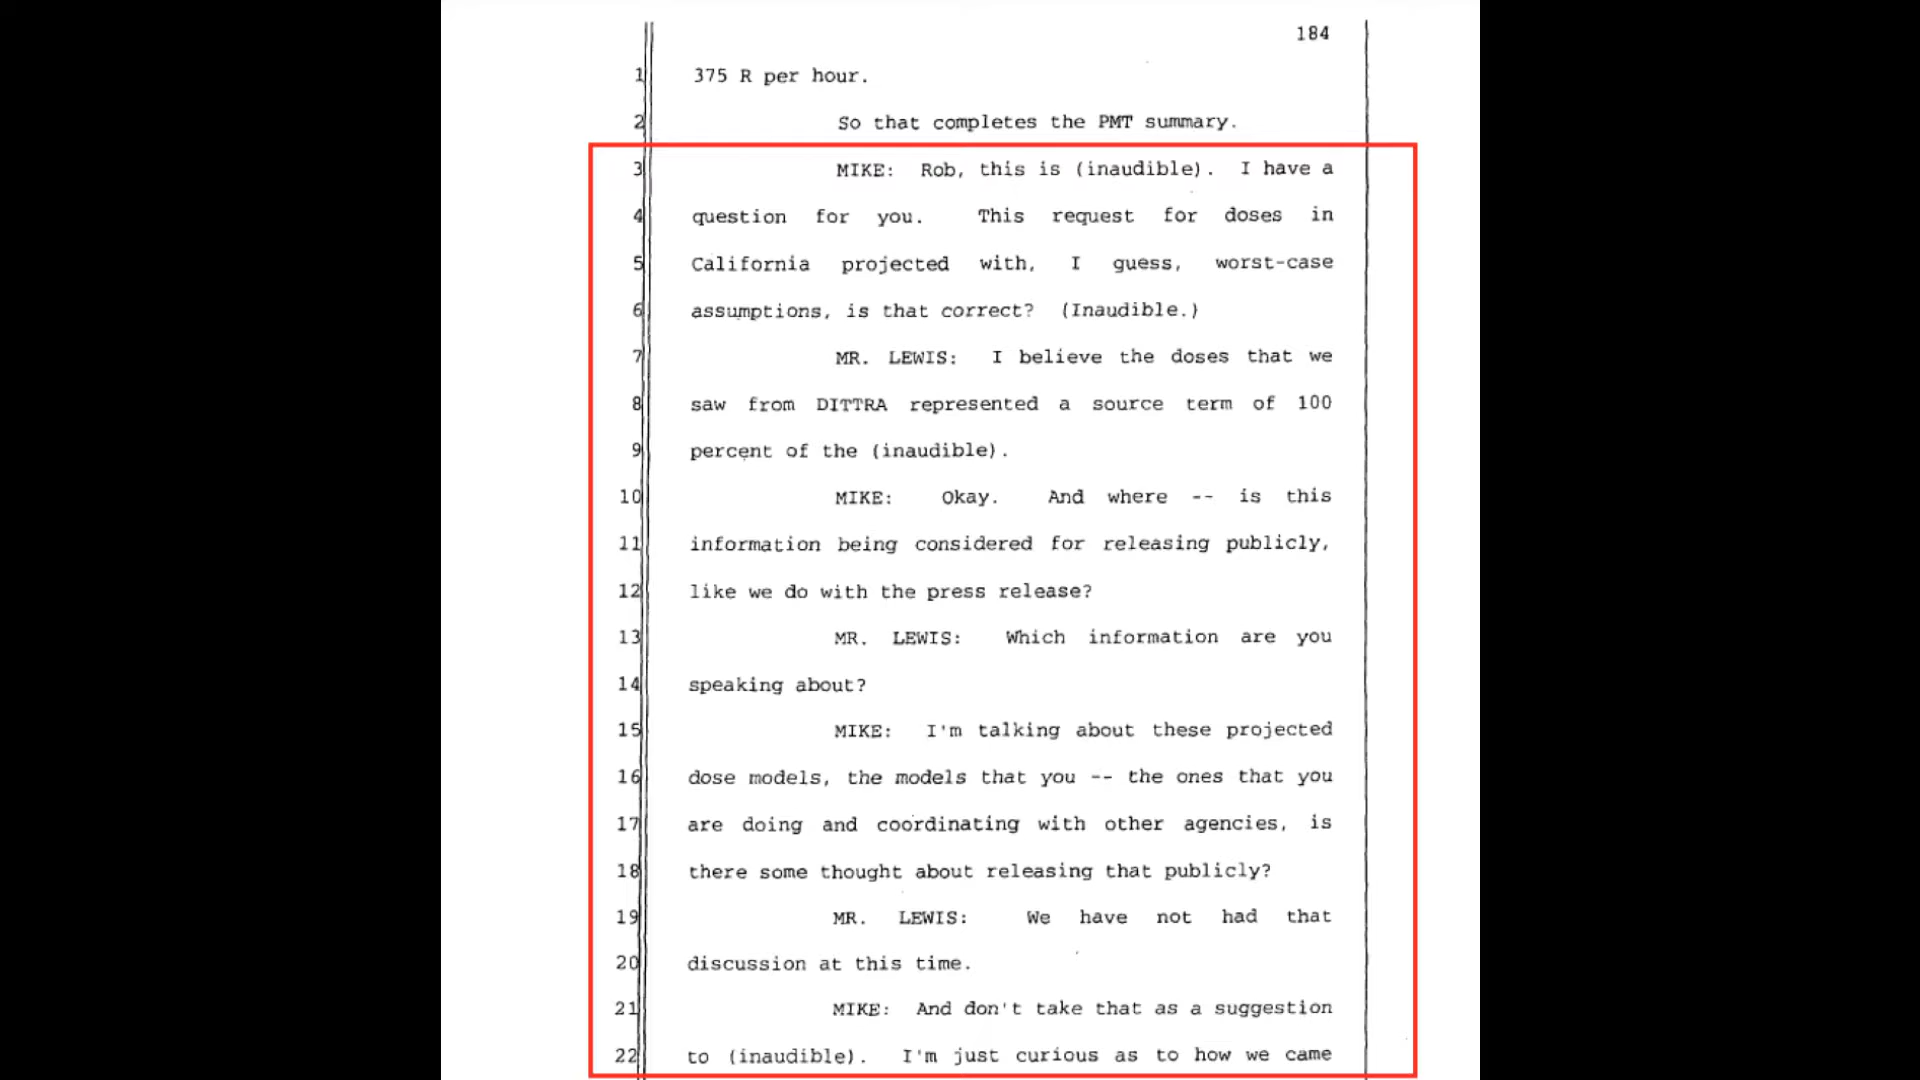 184
1 375 R per hour.
2 So that completes the PMT summary.
3 MIKE: Rob, this is (inaudible). I have a
4 question for you. This request for doses in
5 California projected with, I guess, worst-case
6 assumptions, is that correct? (Inaudible.)
7 MR. LEWIS: I believe the doses that we
8 saw from DITTRA represented a source term of 100
9 percent of the (inaudible).
10 MIKE: Okay. And where -- is this
11 information being considered for releasing publicly,
12 like we do with the press release?
13 MR. LEWIS: Which information are you
14 speaking about?
15 MIKE: I'm talking about these projected
16 dose models, the models that you -- the ones that you
17 are doing and coordinating with other agencies, is
18 there some thought about releasing that publicly?
19 MR. LEWIS: We have not had that
20 discussion at this time.
21 MIKE: And don't take that as a suggestion
22 to (inaudible). I'm just curious as to how we came